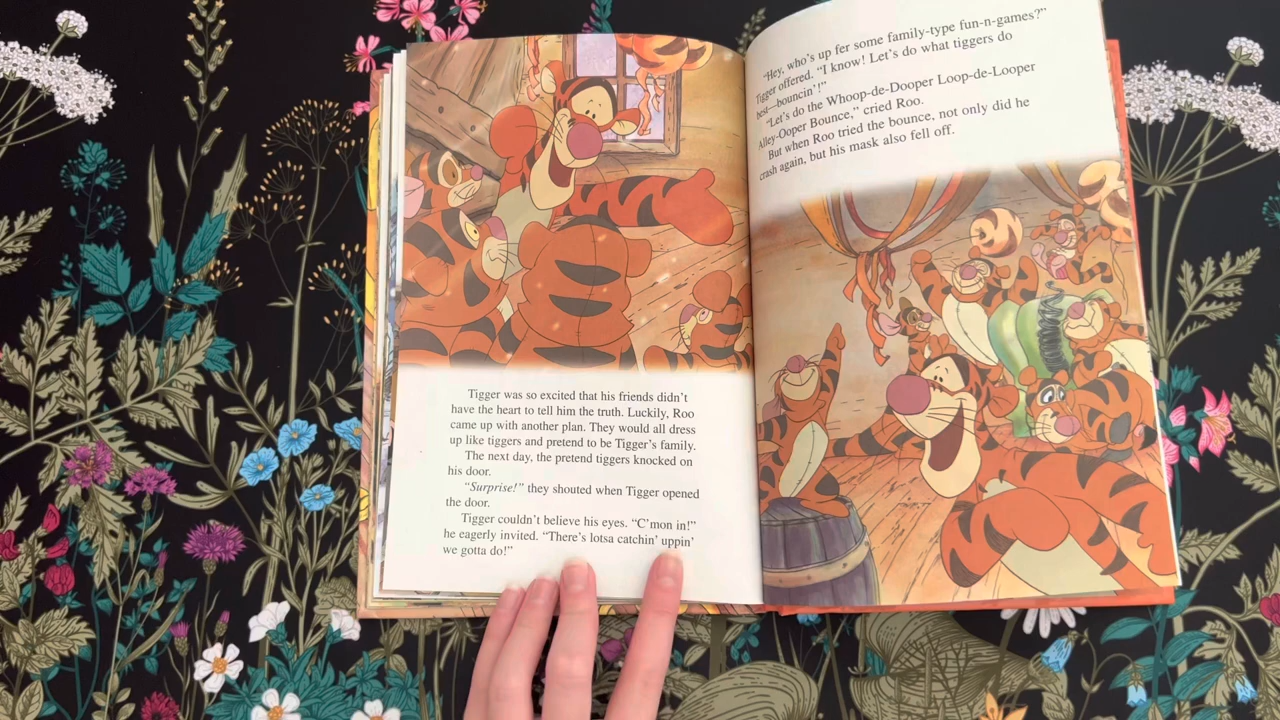 Tigger was so excited that his friends didn't
have the heart to tell him the truth. Luckily, Roo
came up with another plan. They would all dress
up like tiggers and pretend to be Tigger's family.
The next day, the pretend tiggers knocked on
his door.
“Surprise!” they shouted when Tigger opened
the door.
Tigger couldn't believe his eyes. “C'mon in!”
he eagerly invited. “There's lotsa catchin' uppin'
we gotta do!”
“Hey, who's up fer some family-type fun-n-games?”
Tigger offered. “I know! Let's do what tiggers do
best—bouncin'!”
“Let's do the Whoop-de-Dooper Loop-de-Looper
Alley-Ooper Bounce,” cried Roo.
But when Roo tried the bounce, not only did he
crash again, but his mask also fell off.